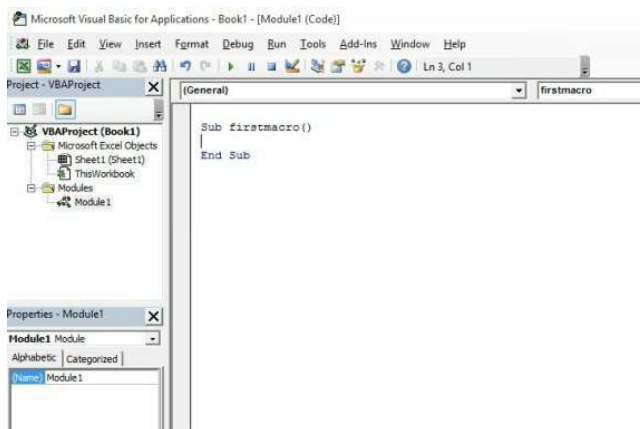 Microsoft Visual Basic for Applications - Book1 - [Module1 (Code)]
File Edit View Insert Format Debug Run Tools Add-Ins Window Help
Ln 3, Col 1
Project - VBAProject
(General)
firstmacro
VBAProject (Book1)
Microsoft Excel Objects
Sheet1 (Sheet1)
ThisWorkbook
Modules
Module1
Sub firstmacro()
End Sub
Properties - Module1
Module1 Module
Alphabetic Categorized
(Name) Module1